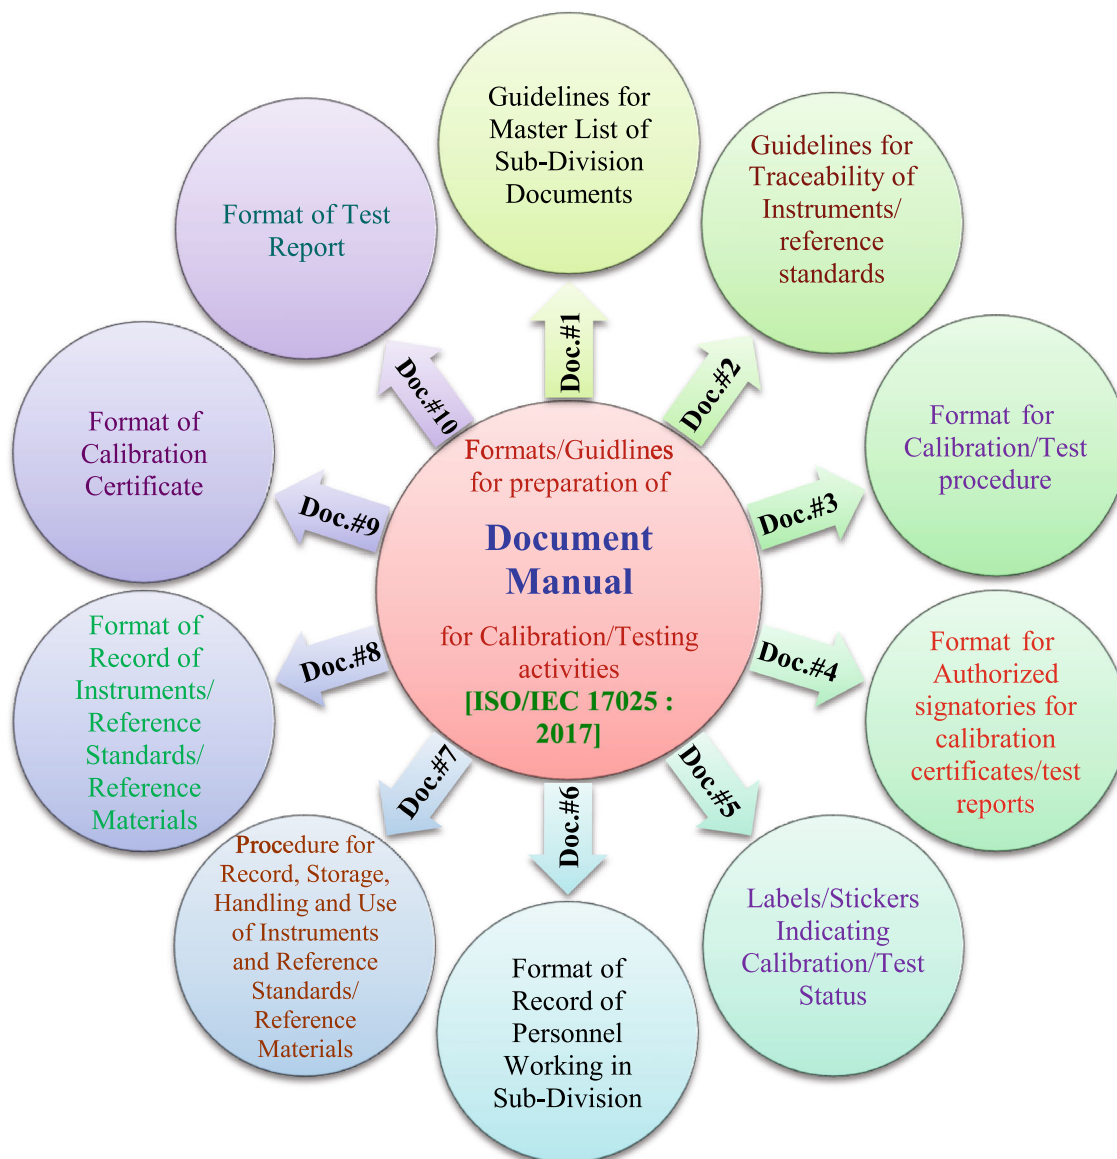 Formats/Guidlines
for preparation of
Document
Manual
for Calibration/Testing
activities
[ISO/IEC 17025 :
2017]
Doc.#1
Guidelines for
Master List of
Sub-Division
Documents
Doc.#2
Guidelines for
Traceability of
Instruments/
reference
standards
Doc.#3
Format for
Calibration/Test
procedure
Doc.#4
Format for
Authorized
signatories for
calibration
certificates/test
reports
Doc.#5
Labels/Stickers
Indicating
Calibration/Test
Status
Doc.#6
Format of
Record of
Personnel
Working in
Sub-Division
Doc.#7
Procedure for
Record, Storage,
Handling and Use
of Instruments
and Reference
Standards/
Reference
Materials
Doc.#8
Format of
Record of
Instruments/
Reference
Standards/
Reference
Materials
Doc.#9
Format of
Calibration
Certificate
Doc.#10
Format of Test
Report